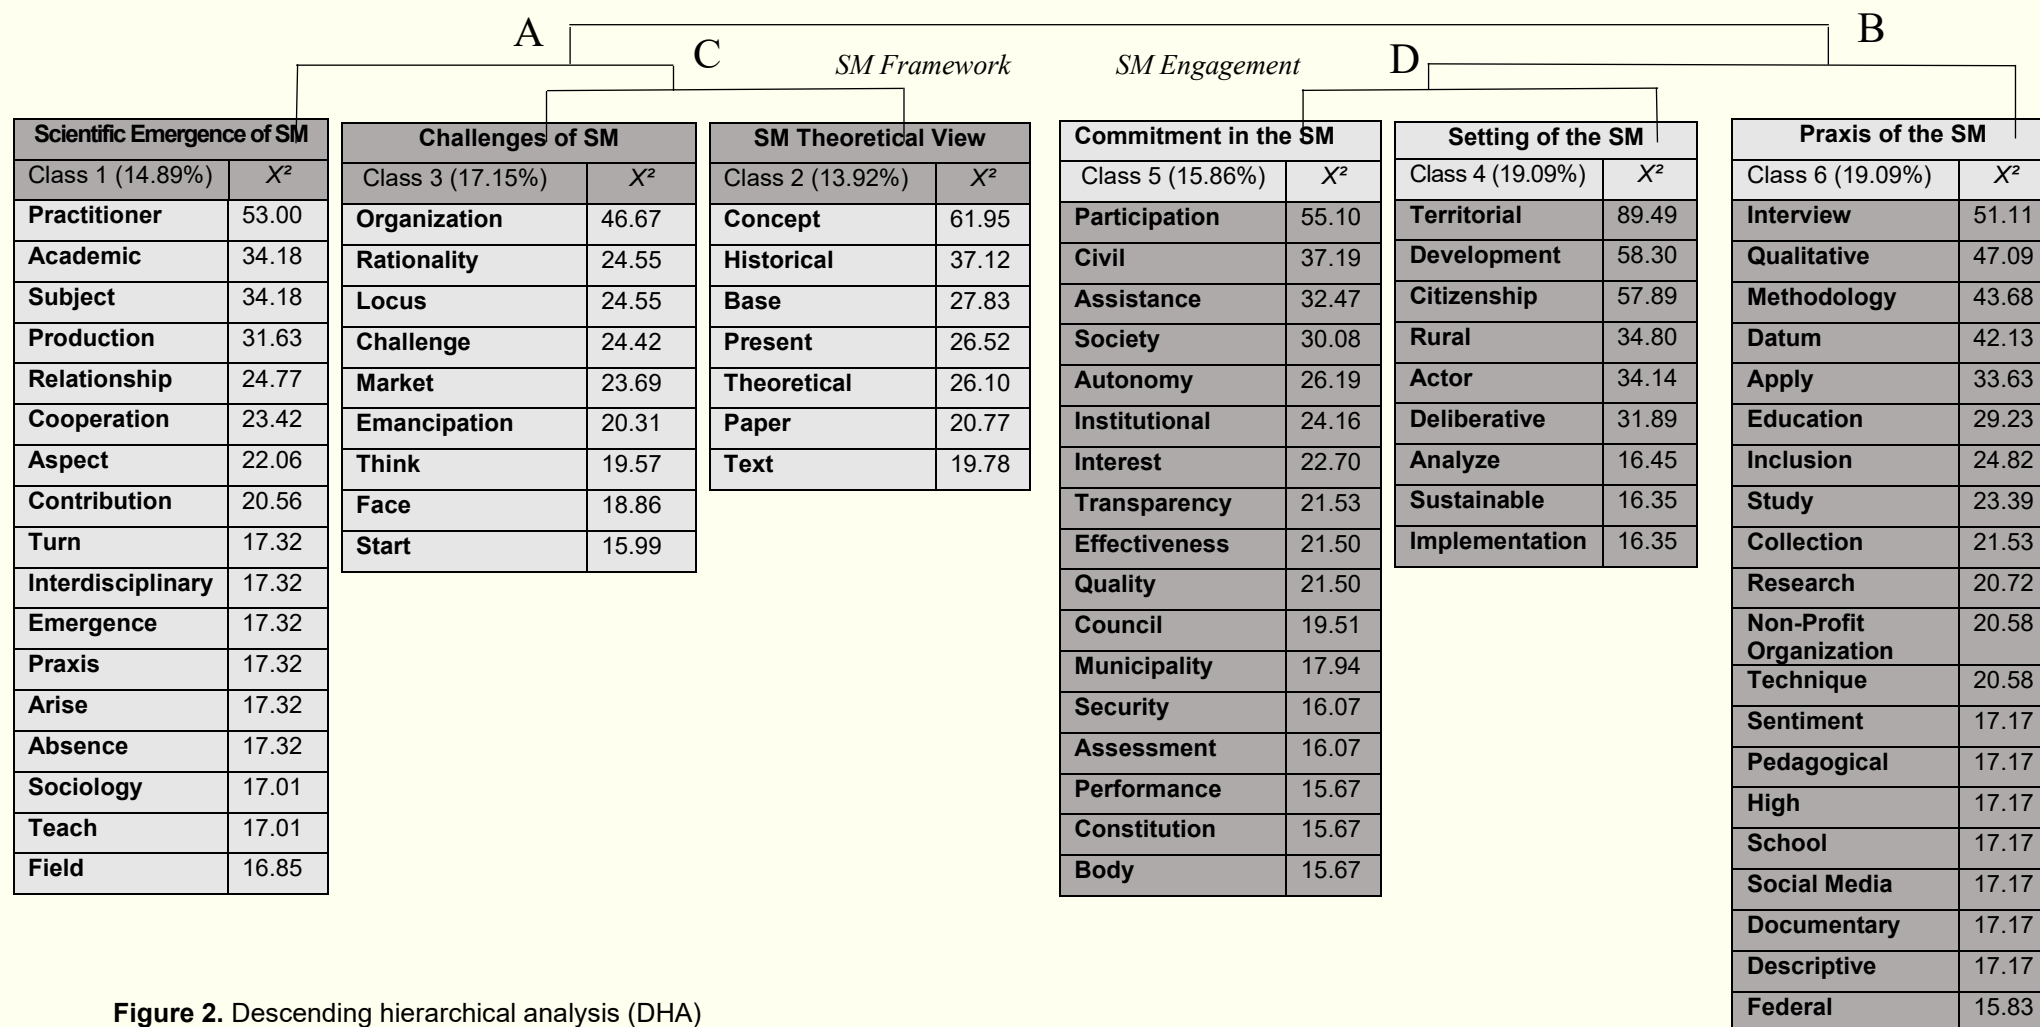 A
B
C
SM Framework
SM Engagement
D
Scientific Emergence of SM
Class 1 (14.89%) X²
Practitioner 53.00
Academic 34.18
Subject 34.18
Production 31.63
Relationship 24.77
Cooperation 23.42
Aspect 22.06
Contribution 20.56
Turn 17.32
Interdisciplinary 17.32
Emergence 17.32
Praxis 17.32
Arise 17.32
Absence 17.32
Sociology 17.01
Teach 17.01
Field 16.85
Challenges of SM
Class 3 (17.15%) X²
Organization 46.67
Rationality 24.55
Locus 24.55
Challenge 24.42
Market 23.69
Emancipation 20.31
Think 19.57
Face 18.86
Start 15.99
SM Theoretical View
Class 2 (13.92%) X²
Concept 61.95
Historical 37.12
Base 27.83
Present 26.52
Theoretical 26.10
Paper 20.77
Text 19.78
Commitment in the SM
Class 5 (15.86%) X²
Participation 55.10
Civil 37.19
Assistance 32.47
Society 30.08
Autonomy 26.19
Institutional 24.16
Interest 22.70
Transparency 21.53
Effectiveness 21.50
Quality 21.50
Council 19.51
Municipality 17.94
Security 16.07
Assessment 16.07
Performance 15.67
Constitution 15.67
Body 15.67
Setting of the SM
Class 4 (19.09%) X²
Territorial 89.49
Development 58.30
Citizenship 57.89
Rural 34.80
Actor 34.14
Deliberative 31.89
Analyze 16.45
Sustainable 16.35
Implementation 16.35
Praxis of the SM
Class 6 (19.09%) X²
Interview 51.11
Qualitative 47.09
Methodology 43.68
Datum 42.13
Apply 33.63
Education 29.23
Inclusion 24.82
Study 23.39
Collection 21.53
Research 20.72
Non-Profit 20.58
Organization
Technique 20.58
Sentiment 17.17
Pedagogical 17.17
High 17.17
School 17.17
Social Media 17.17
Documentary 17.17
Descriptive 17.17
Federal 15.83
Figure 2. Descending hierarchical analysis (DHA)